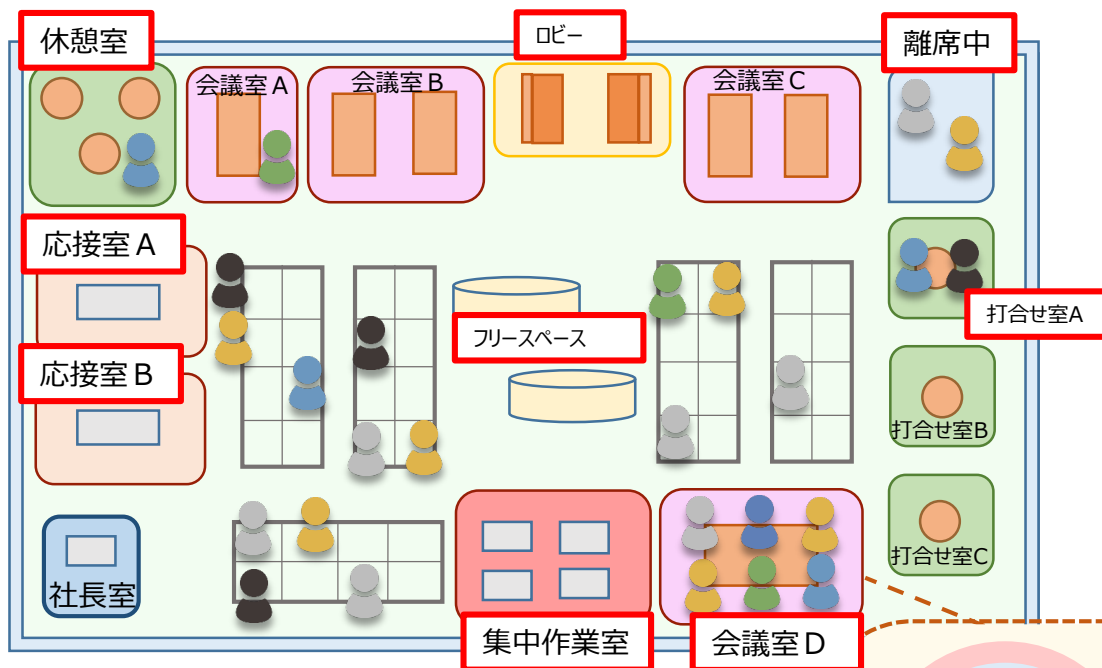 休憩室
ロビー
離席中
会議室A
会議室B
会議室C
応接室A
打合せ室A
フリースペース
応接室B
打合せ室B
打合せ室C
社長室
集中作業室
会議室D